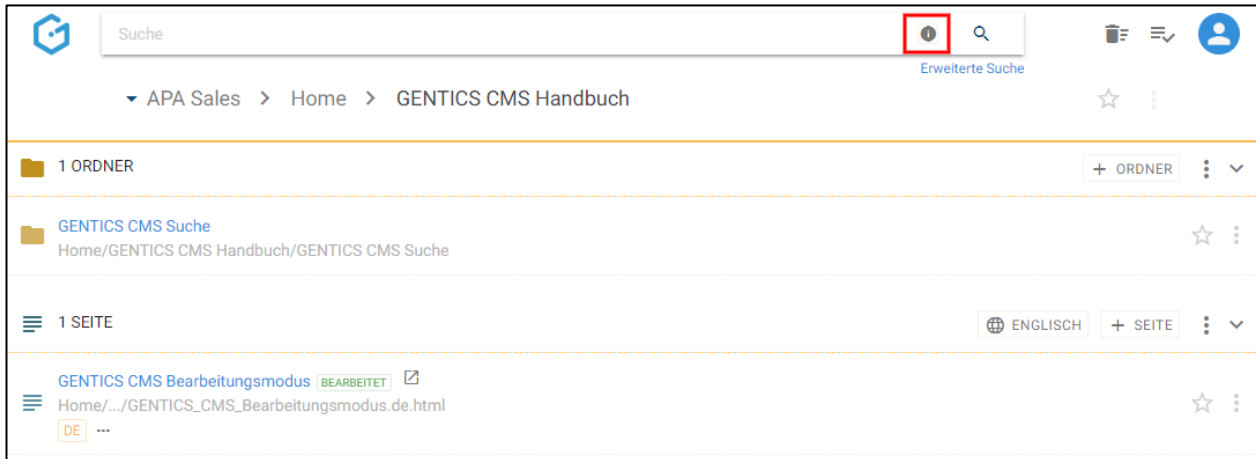 Suche
Erweiterte Suche
APA Sales > Home > GENTICS CMS Handbuch
1 ORDNER
+ ORDNER
GENTICS CMS Suche
Home/GENTICS CMS Handbuch/GENTICS CMS Suche
1 SEITE
ENGLISCH + SEITE
GENTICS CMS Bearbeitungsmodus BEARBEITET
Home/.../GENTICS_CMS_Bearbeitungsmodus.de.html
DE ---